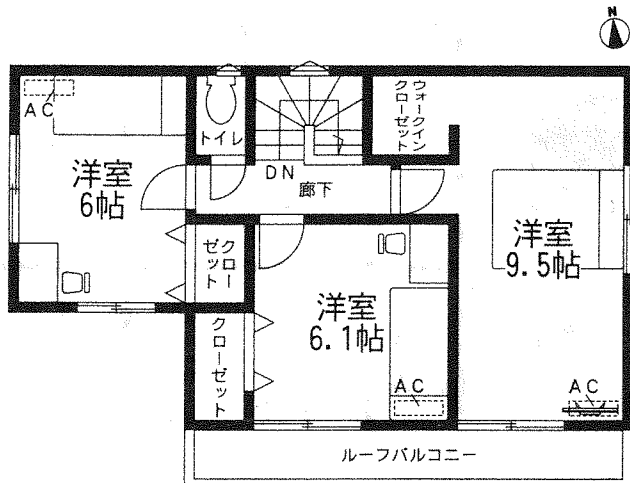 N
AC
トイレ
ウォークイン
クローゼット
洋室
6帖
DN
廊下
洋室
9.5帖
クロー
ゼット
洋室
6.1帖
クローゼット
AC
AC
ルーフバルコニー